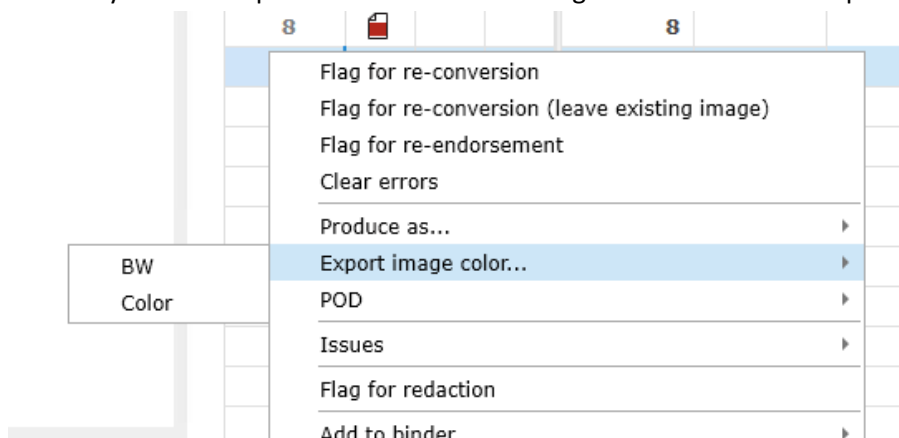 8 8
Flag for re-conversion
Flag for re-conversion (leave existing image)
Flag for re-endorsement
Clear errors
Produce as...
Export image color...
BW
Color
POD
Issues
Flag for redaction
Add to binder